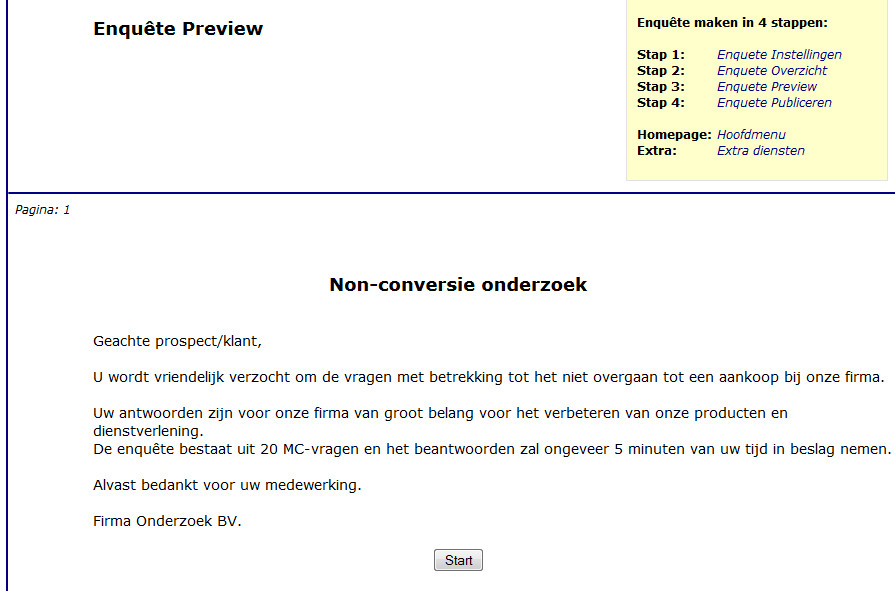 Enquête Preview
Enquête maken in 4 stappen:
Stap 1: Enquete Instellingen
Stap 2: Enquete Overzicht
Stap 3: Enquete Preview
Stap 4: Enquete Publiceren
Homepage: Hoofdmenu
Extra: Extra diensten
Pagina: 1
Non-conversie onderzoek
Geachte prospect/klant,
U wordt vriendelijk verzocht om de vragen met betrekking tot het niet overgaan tot een aankoop bij onze firma.
Uw antwoorden zijn voor onze firma van groot belang voor het verbeteren van onze producten en
dienstverlening.
De enquête bestaat uit 20 MC-vragen en het beantwoorden zal ongeveer 5 minuten van uw tijd in beslag nemen.
Alvast bedankt voor uw medewerking.
Firma Onderzoek BV.
Start